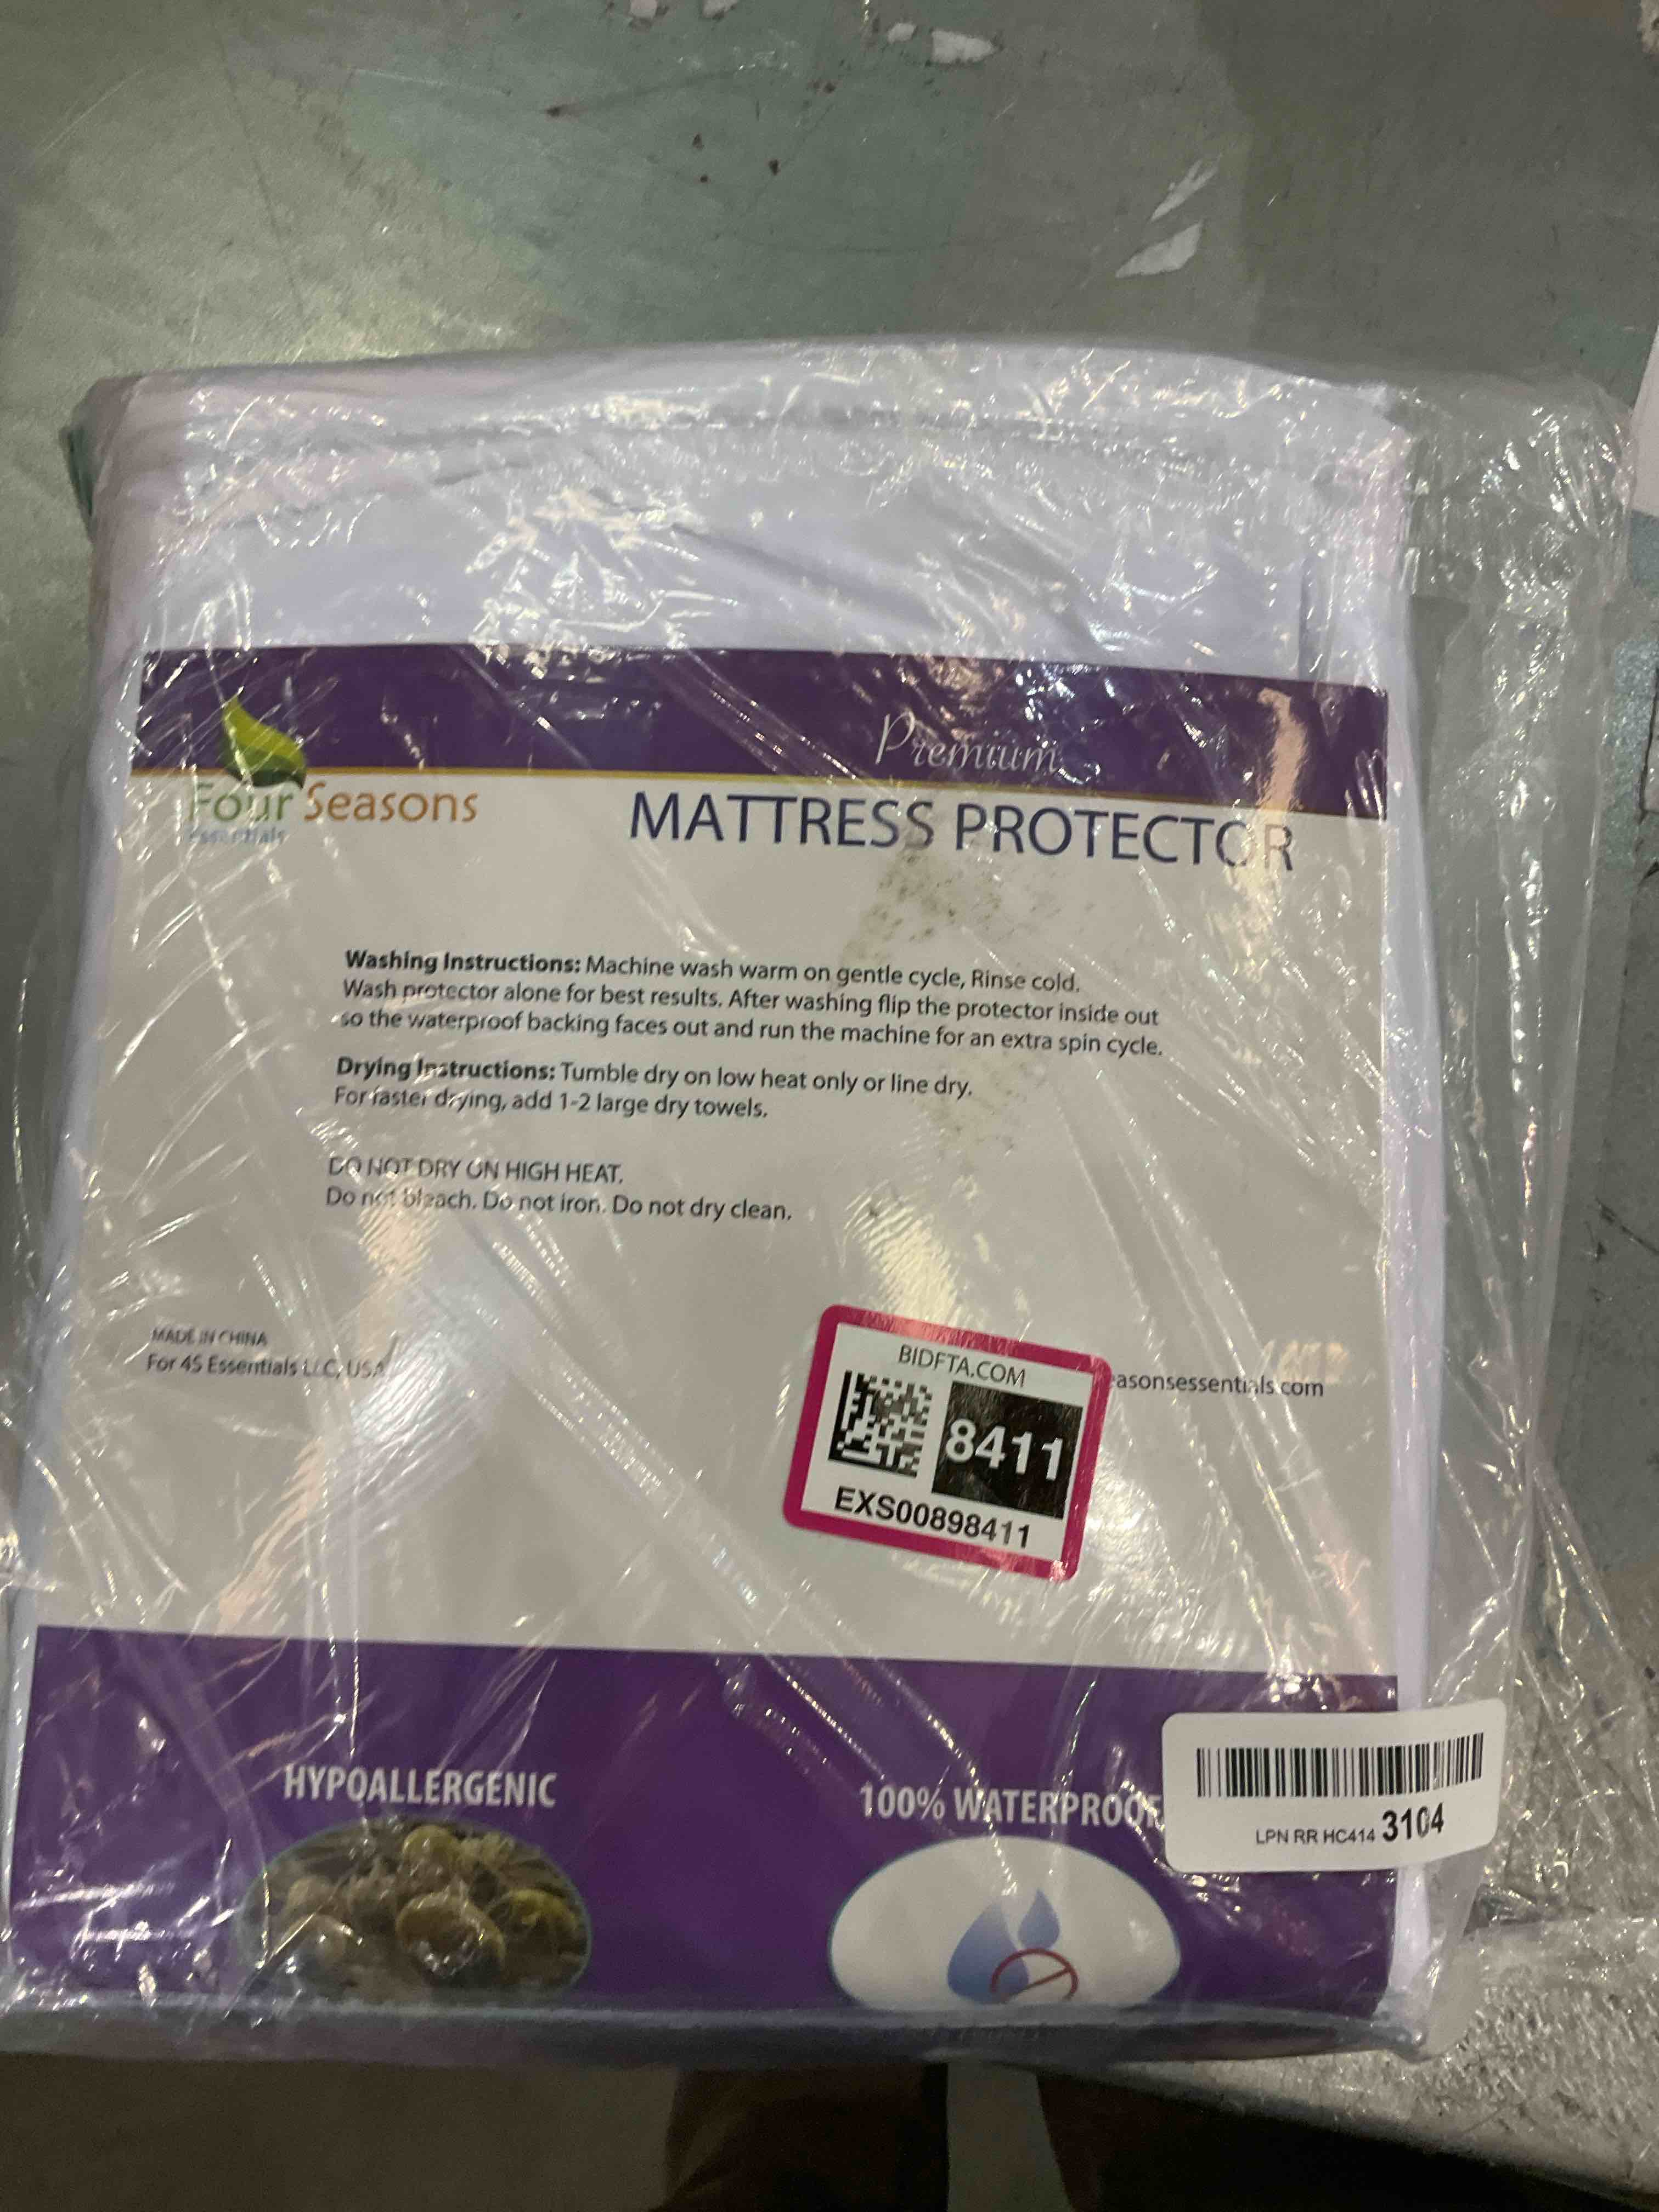 Premium
Four Seasons
Essentials
MATTRESS PROTECTOR
Washing Instructions: Machine wash warm on gentle cycle, Rinse cold.
Wash protector alone for best results. After washing flip the protector inside out
so the waterproof backing faces out and run the machine for an extra spin cycle.
Drying Instructions: Tumble dry on low heat only or line dry.
For faster drying, add 1-2 large dry towels.
DO NOT DRY ON HIGH HEAT.
Do not bleach. Do not iron. Do not dry clean.
MADE IN CHINA
For 4S Essentials LLC, USA
easonsessentials.com
BIDFTA.COM
8411
EXS00898411
HYPOALLERGENIC
100% WATERPROOF
LPN RR HC414 3104